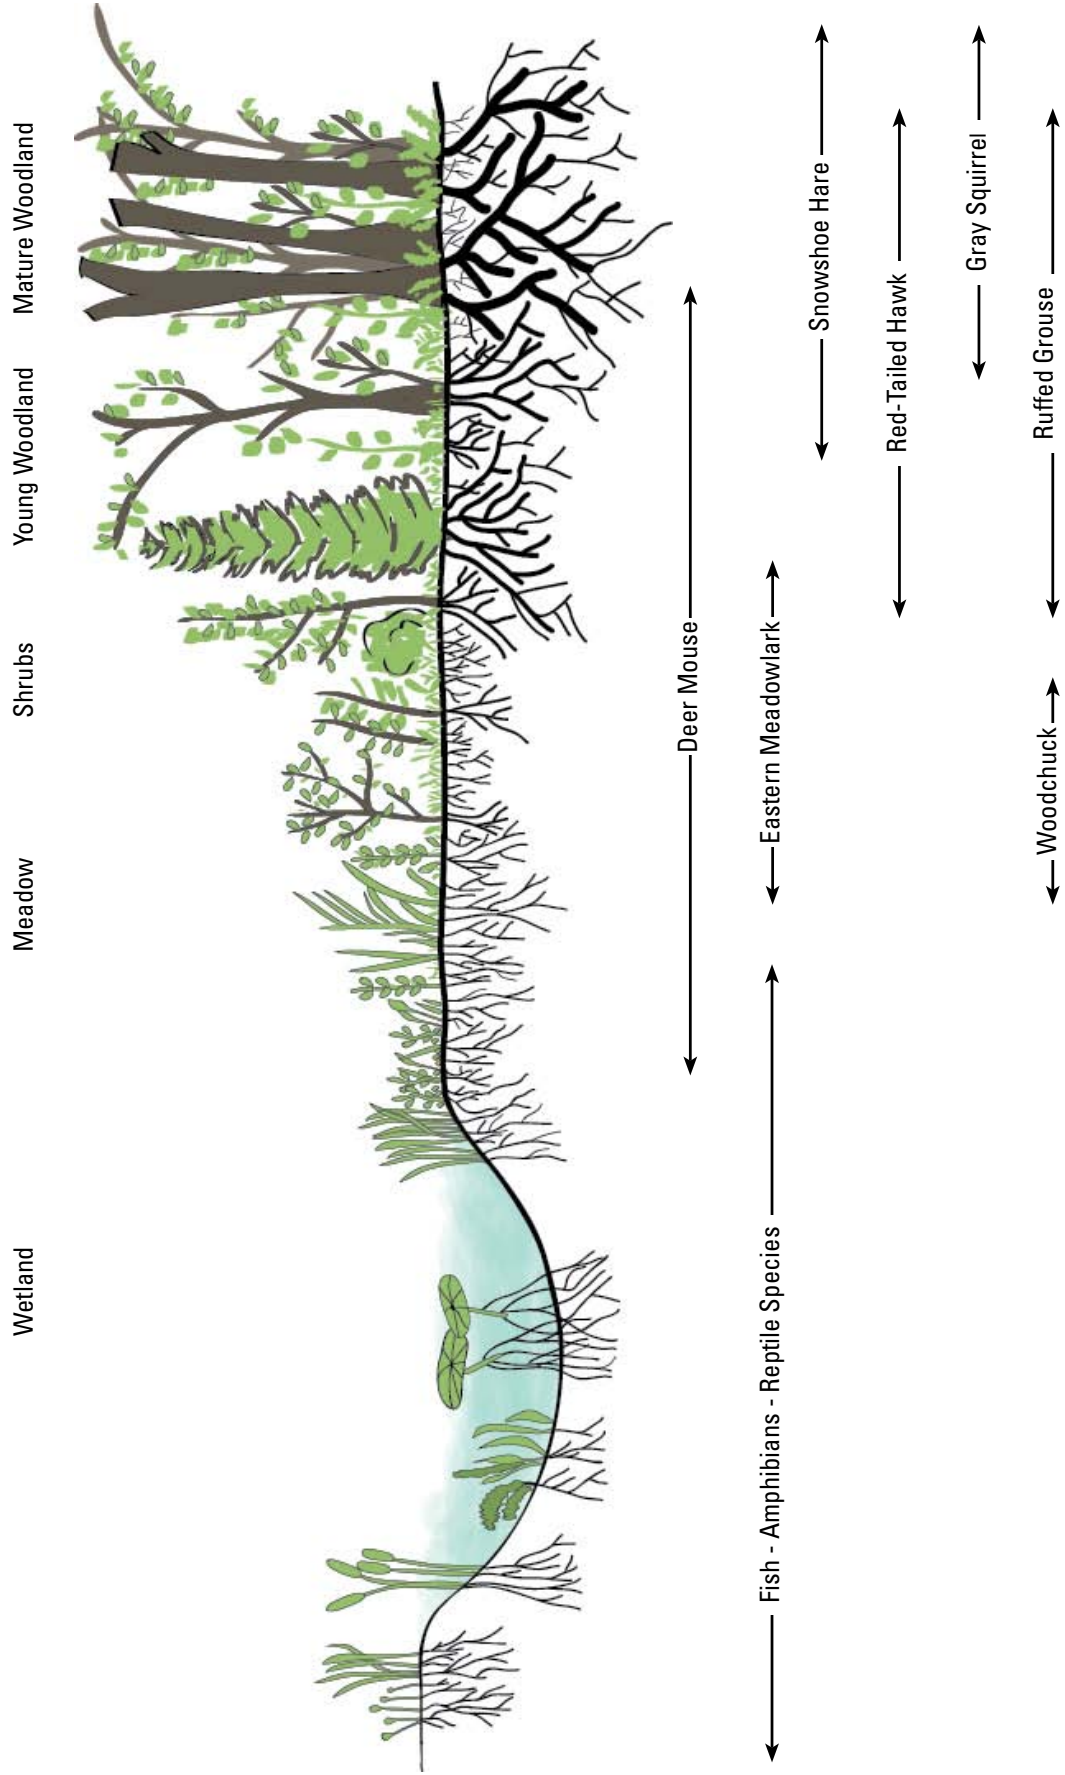 Wetland
Meadow
Shrubs
Young Woodland
Mature Woodland
Deer Mouse
Fish - Amphibians - Reptile Species
Eastern Meadowlark
Snowshoe Hare
Red-Tailed Hawk
Gray Squirrel
Woodchuck
Ruffed Grouse